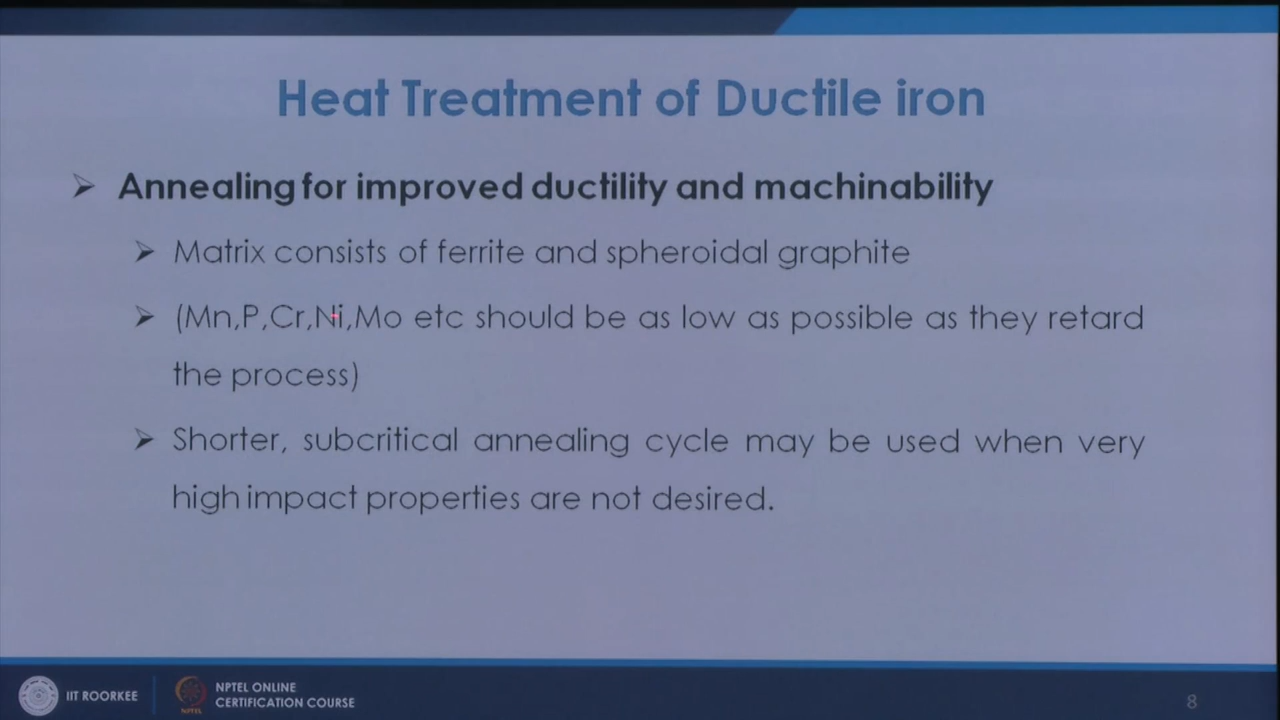 Heat Treatment of Ductile iron
➢ Annealing for improved ductility and machinability
➢ Matrix consists of ferrite and spheroidal graphite
➢ (Mn,P,Cr,Ni,Mo etc should be as low as possible as they retard
the process)
➢ Shorter, subcritical annealing cycle may be used when very
high impact properties are not desired.
IIT ROORKEE
NPTEL
NPTEL ONLINE
CERTIFICATION COURSE
8